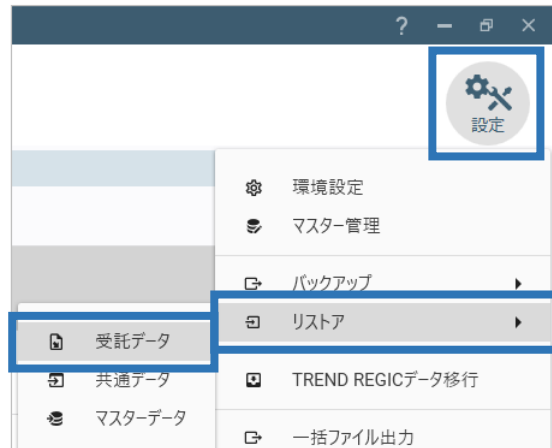 ?
設定
環境設定
マスター管理
バックアップ
リストア
受託データ
共通データ
TREND REGICデータ移行
マスターデータ
一括ファイル出力